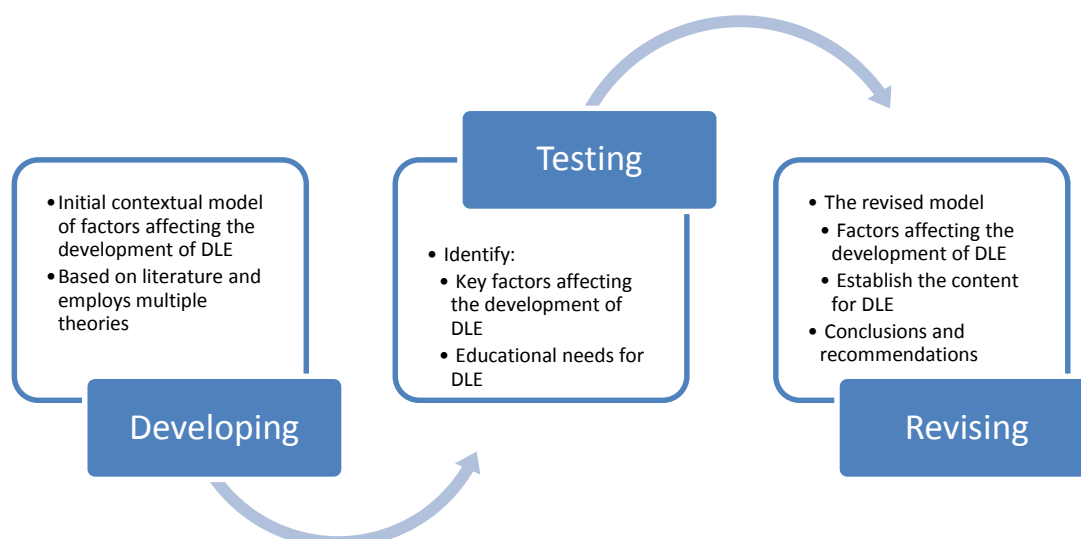 •Initial contextual model
of factors affecting the
development of DLE
•Based on literature and
employs multiple
theories
Developing
Testing
• Identify:
• Key factors affecting
the development of
DLE
• Educational needs for
DLE
• The revised model
• Factors affecting the
development of DLE
• Establish the content
for DLE
• Conclusions and
recommendations
Revising